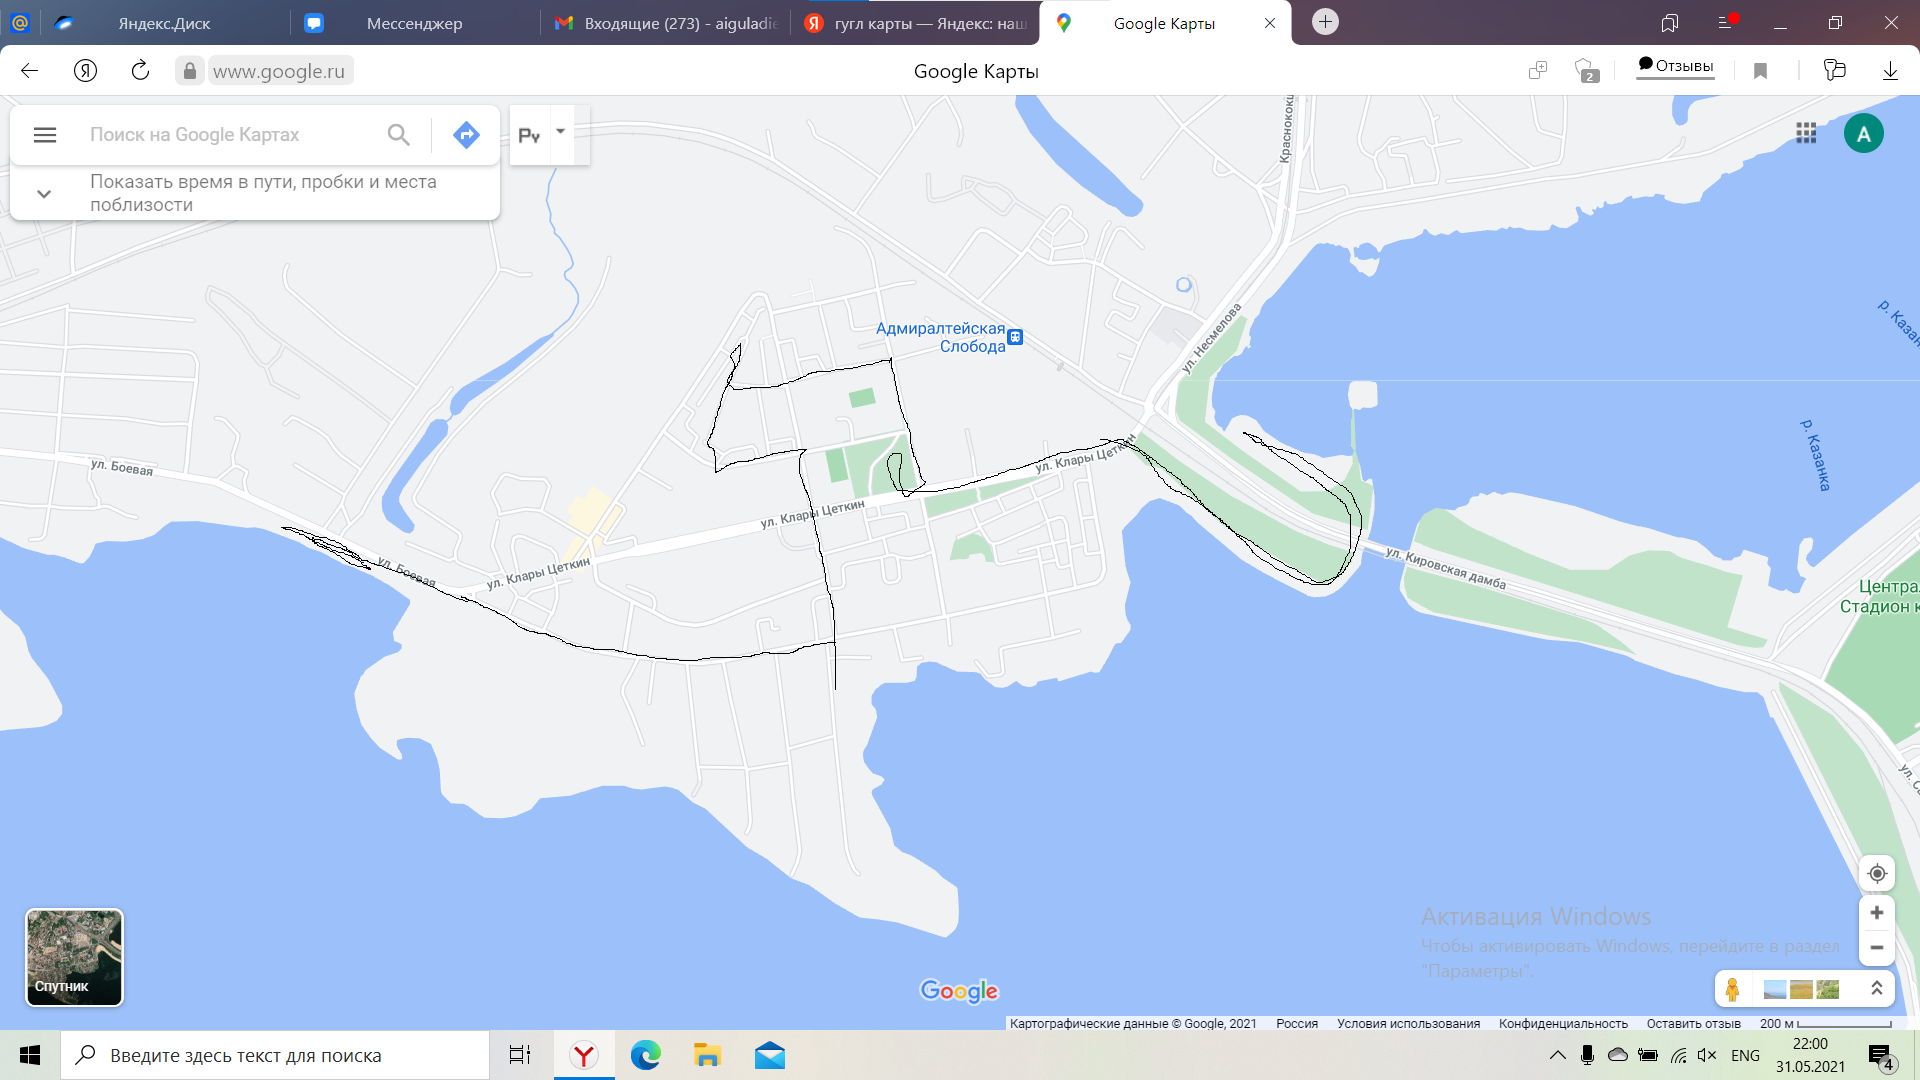 Яндекс.Диск
Мессенджер
Входящие (273) - aiguladie
гугл карты — Яндекс: наш
Google Карты
www.google.ru
Google Карты
2
Отзывы
Поиск на Google Картах
Показать время в пути, пробки и места
поблизости
A
Краснококш
Адмиралтейская
Слобода
ул. Несмелова
р. Казан
р. Казанка
ул. Боевая
ул. Клары Цеткин
ул. Клары Цеткин
ул. Боевая
ул. Клары Цеткин
ул. Кировская дамба
Центра
Стадион к
Активация Windows
Чтобы активировать Windows, перейдите в раздел
"Параметры".
Спутник
Google
Картографические данные © Google, 2021 Россия Условия использования Конфиденциальность Оставить отзыв 200 м
Введите здесь текст для поиска
ENG
22:00
31.05.2021
4